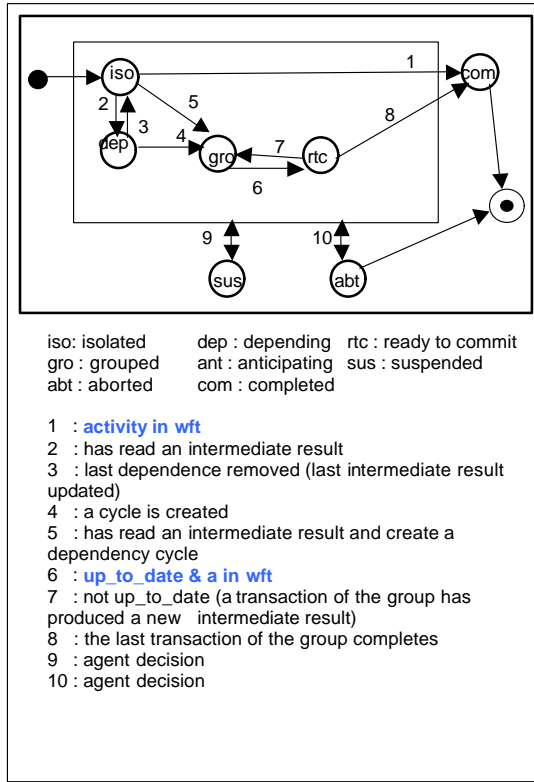 iso
1
com
2
3
5
8
dep
4
gro
7
rtc
6
9
10
sus
abt
iso: isolated dep : depending rtc : ready to commit
gro : grouped ant : anticipating sus : suspended
abt : aborted com : completed
1 : activity in wft
2 : has read an intermediate result
3 : last dependence removed (last intermediate result
updated)
4 : a cycle is created
5 : has read an intermediate result and create a
dependency cycle
6 : up_to_date & a in wft
7 : not up_to_date (a transaction of the group has
produced a new intermediate result)
8 : the last transaction of the group completes
9 : agent decision
10 : agent decision